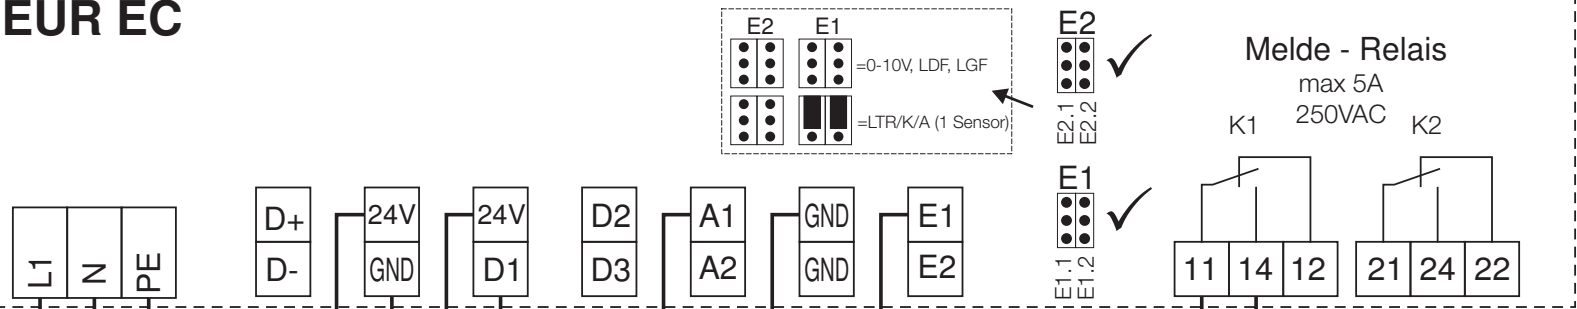 EUR EC
E2 E1
=0-10V, LDF, LGF
=LTR/K/A (1 Sensor)
E2
E2.1
E2.2
E1
E1.1
E1.2
Melde - Relais
max 5A
250VAC
K1 K2
L1 N PE
D+ 24V 24V D2 A1 GND E1
D- GND D1 D3 A2 GND E2
11 14 12 21 24 22